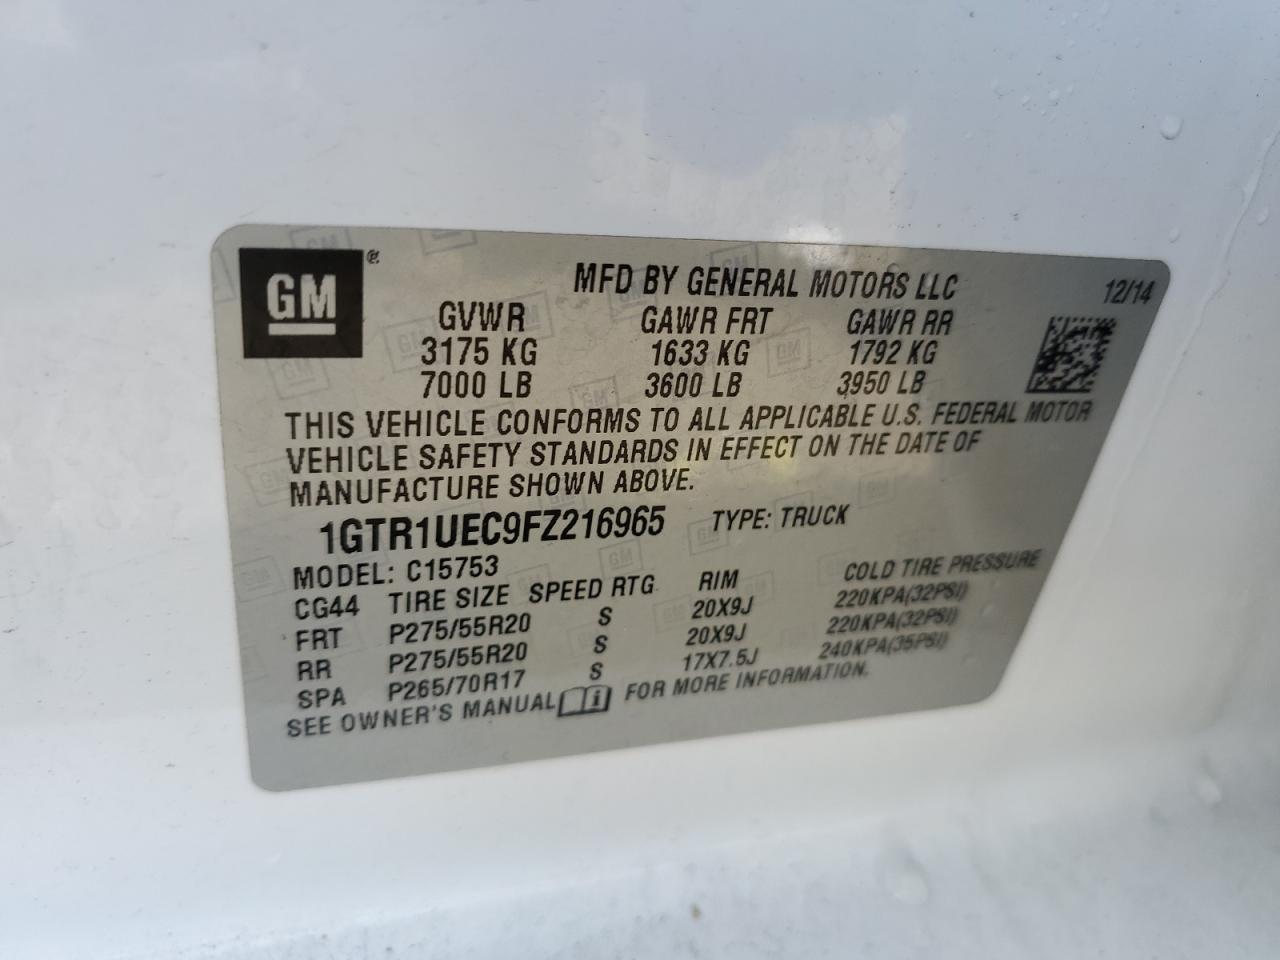 GM ®
MFD BY GENERAL MOTORS LLC 12/14
GVWR GAWR FRT GAWR RR
3175 KG 1633 KG 1792 KG
7000 LB 3600 LB 3950 LB
THIS VEHICLE CONFORMS TO ALL APPLICABLE U.S. FEDERAL MOTOR
VEHICLE SAFETY STANDARDS IN EFFECT ON THE DATE OF
MANUFACTURE SHOWN ABOVE.
1GTR1UEC9FZ216965 TYPE: TRUCK
MODEL: C15753
CG44 TIRE SIZE SPEED RTG RIM COLD TIRE PRESSURE
FRT P275/55R20 S 20X9J 220KPA(32PSI)
RR P275/55R20 S 20X9J 220KPA(32PSI)
SPA P265/70R17 S 17X7.5J 240KPA(35PSI)
SEE OWNER'S MANUAL FOR MORE INFORMATION.